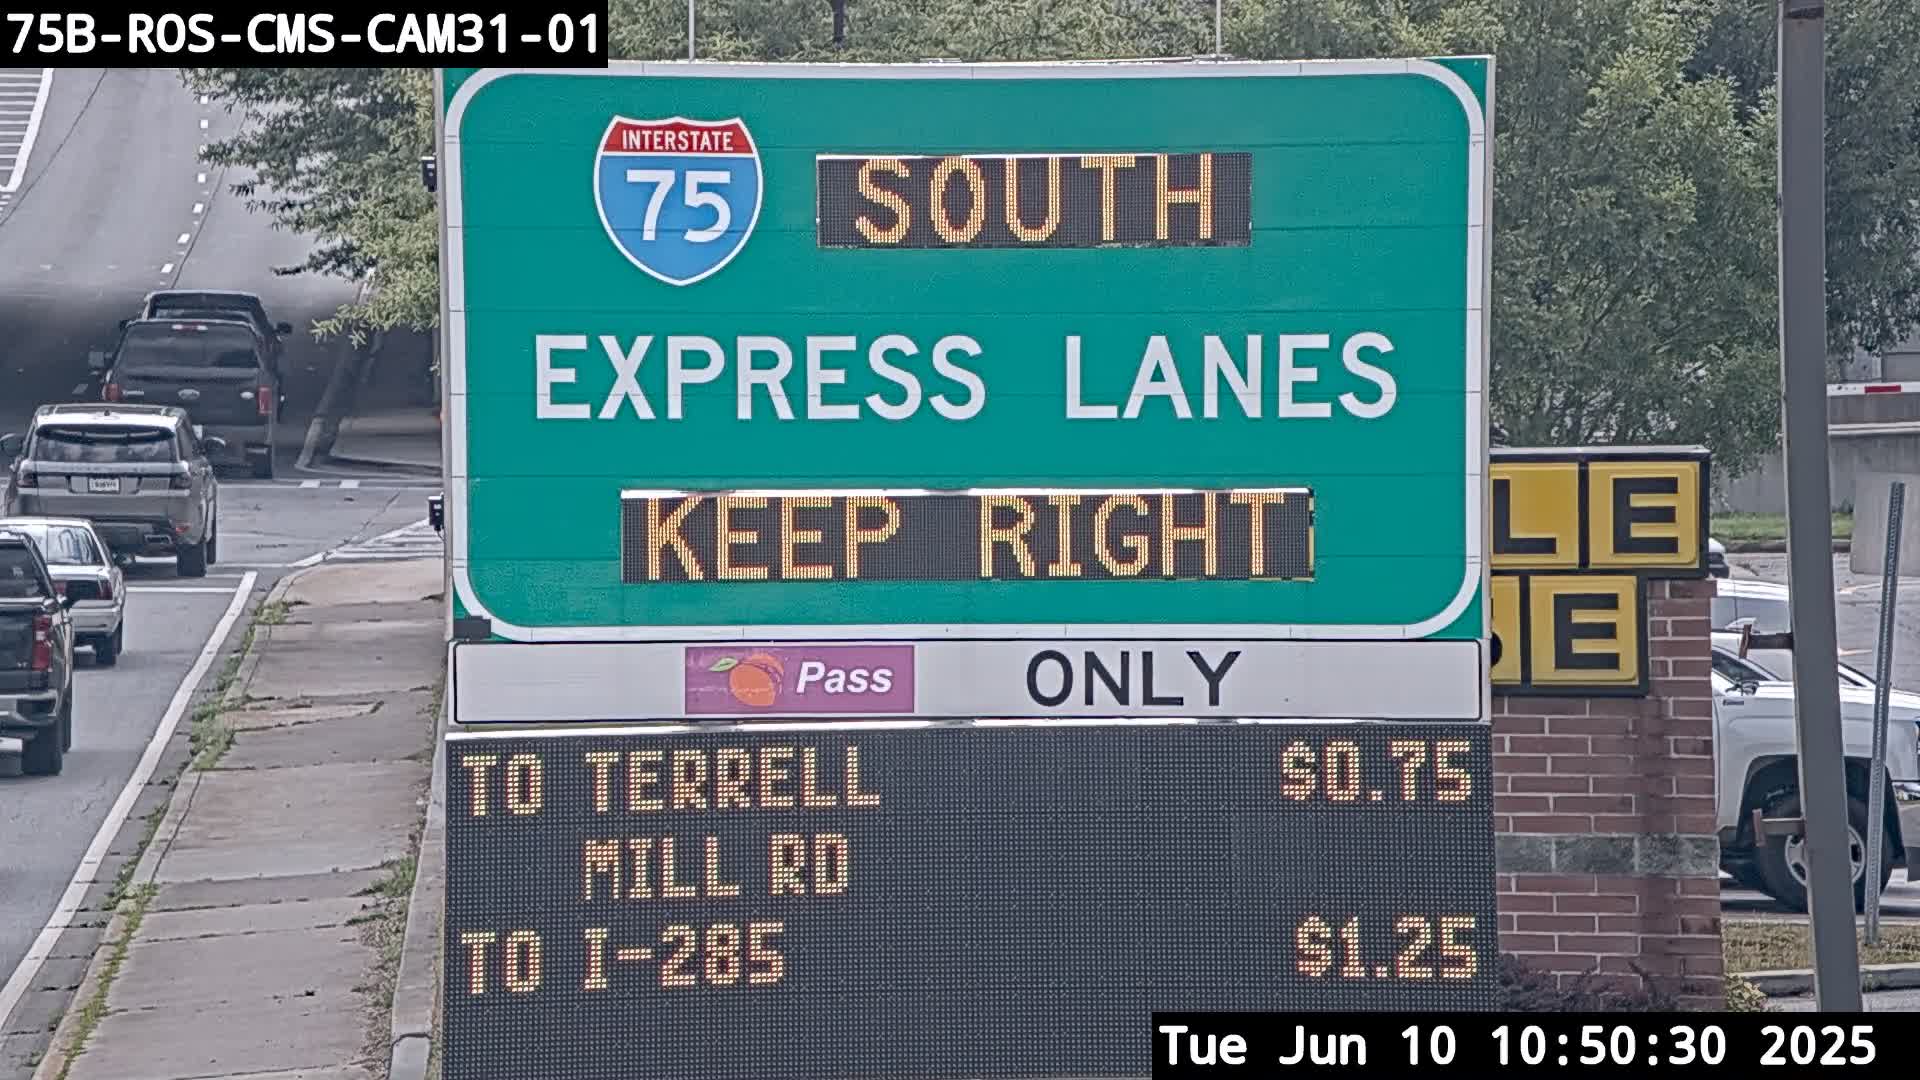 75B-ROS-CMS-CAM31-01
INTERSTATE
75
SOUTH
EXPRESS LANES
KEEP RIGHT
LE
E
Pass ONLY
TO TERRELL $0.75
MILL RD
TO I-285 $1.25
Tue Jun 10 10:50:30 2025